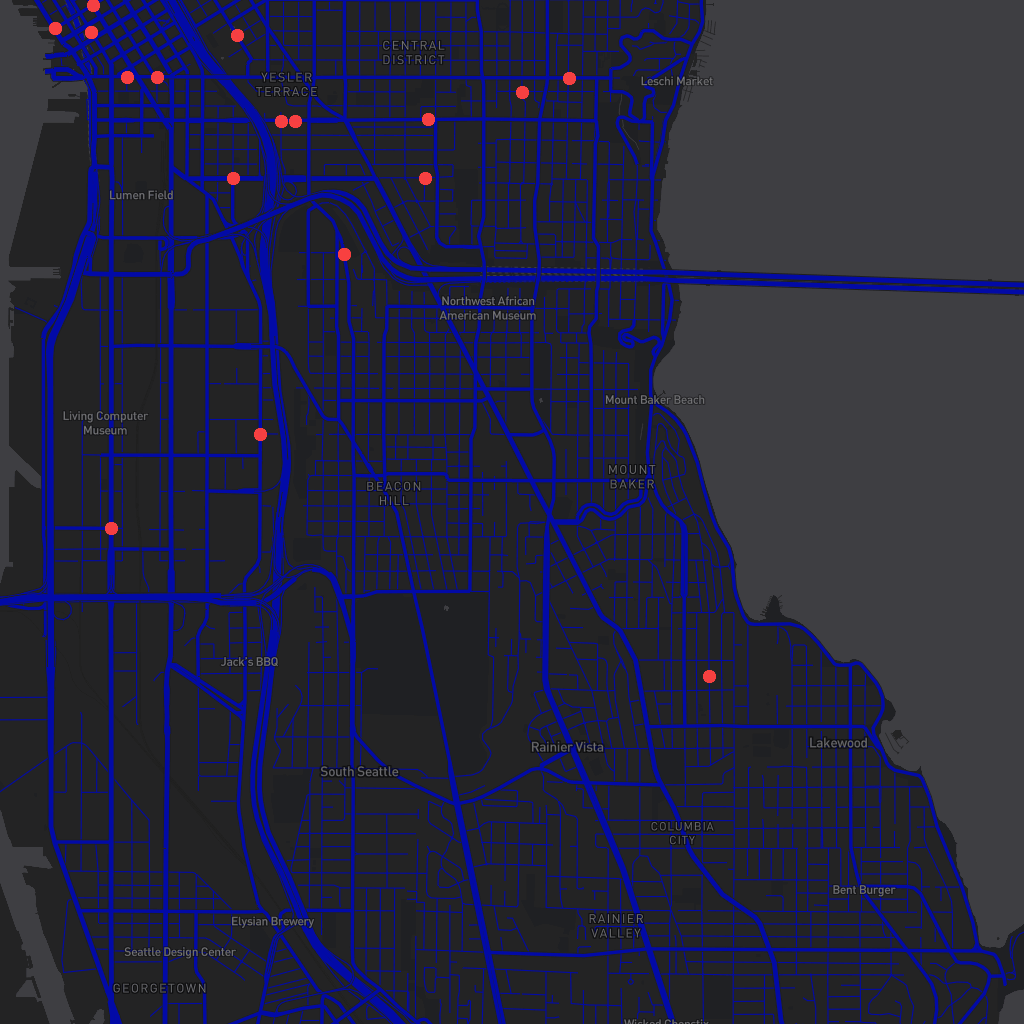 CENTRAL
DISTRICT
YESLER
TERRACE
Leschi Market
Lumen Field
Northwest African
American Museum
Living Computer
Museum
Mount Baker Beach
MOUNT
BAKER
BEACON
HILL
Jack's BBQ
Rainier Vista
Lakewood
South Seattle
COLUMBIA
CITY
Bent Burger
Elysian Brewery
RAINIER
VALLEY
Seattle Design Center
GEORGETOWN
Wicked Chopstix